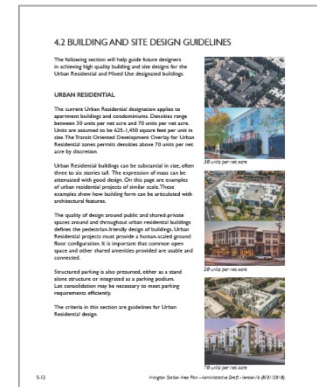 4.2 BUILDING AND SITE DESIGN GUIDELINES
The following section will help guide future designers
in achieving high quality building and site designs for the
Urban Residential and Mixed Use designated buildings.
URBAN RESIDENTIAL
The current Urban Residential designation applies to
apartment buildings and condominiums. Densities range
between 30 units per net acre and 70 units per net acre.
Units are assumed to be 625-1,450 square feet per unit in
size. The Transit Oriented Development Overlay for Urban
Residential zones permits densities above 70 units per net
acre by discretion.
Urban Residential buildings can be substantial in size, often
three to six stories tall. The expression of mass can be
attenuated with good design. On this page are examples
of urban residential projects of similar scale. These
examples show how building form can be articulated with
architectural features.
The quality of design around public and shared-private
spaces around and throughout urban residential buildings
defines the pedestrian-friendly design of buildings. Urban
Residential projects must provide a human-scaled ground
floor configuration. It is important that common open
space and other shared amenities provided are usable and
connected.
Structured parking is also presumed, either as a stand
alone structure or integrated as a parking podium.
Lot consolidation may be necessary to meet parking
requirements efficiently.
The criteria in this section are guidelines for Urban
Residential design.
30 units per net acre
50 units per net acre
70 units per net acre
5-12
Irvington Station Area Plan - Administrative Draft - Version 1b (8/31/2018)